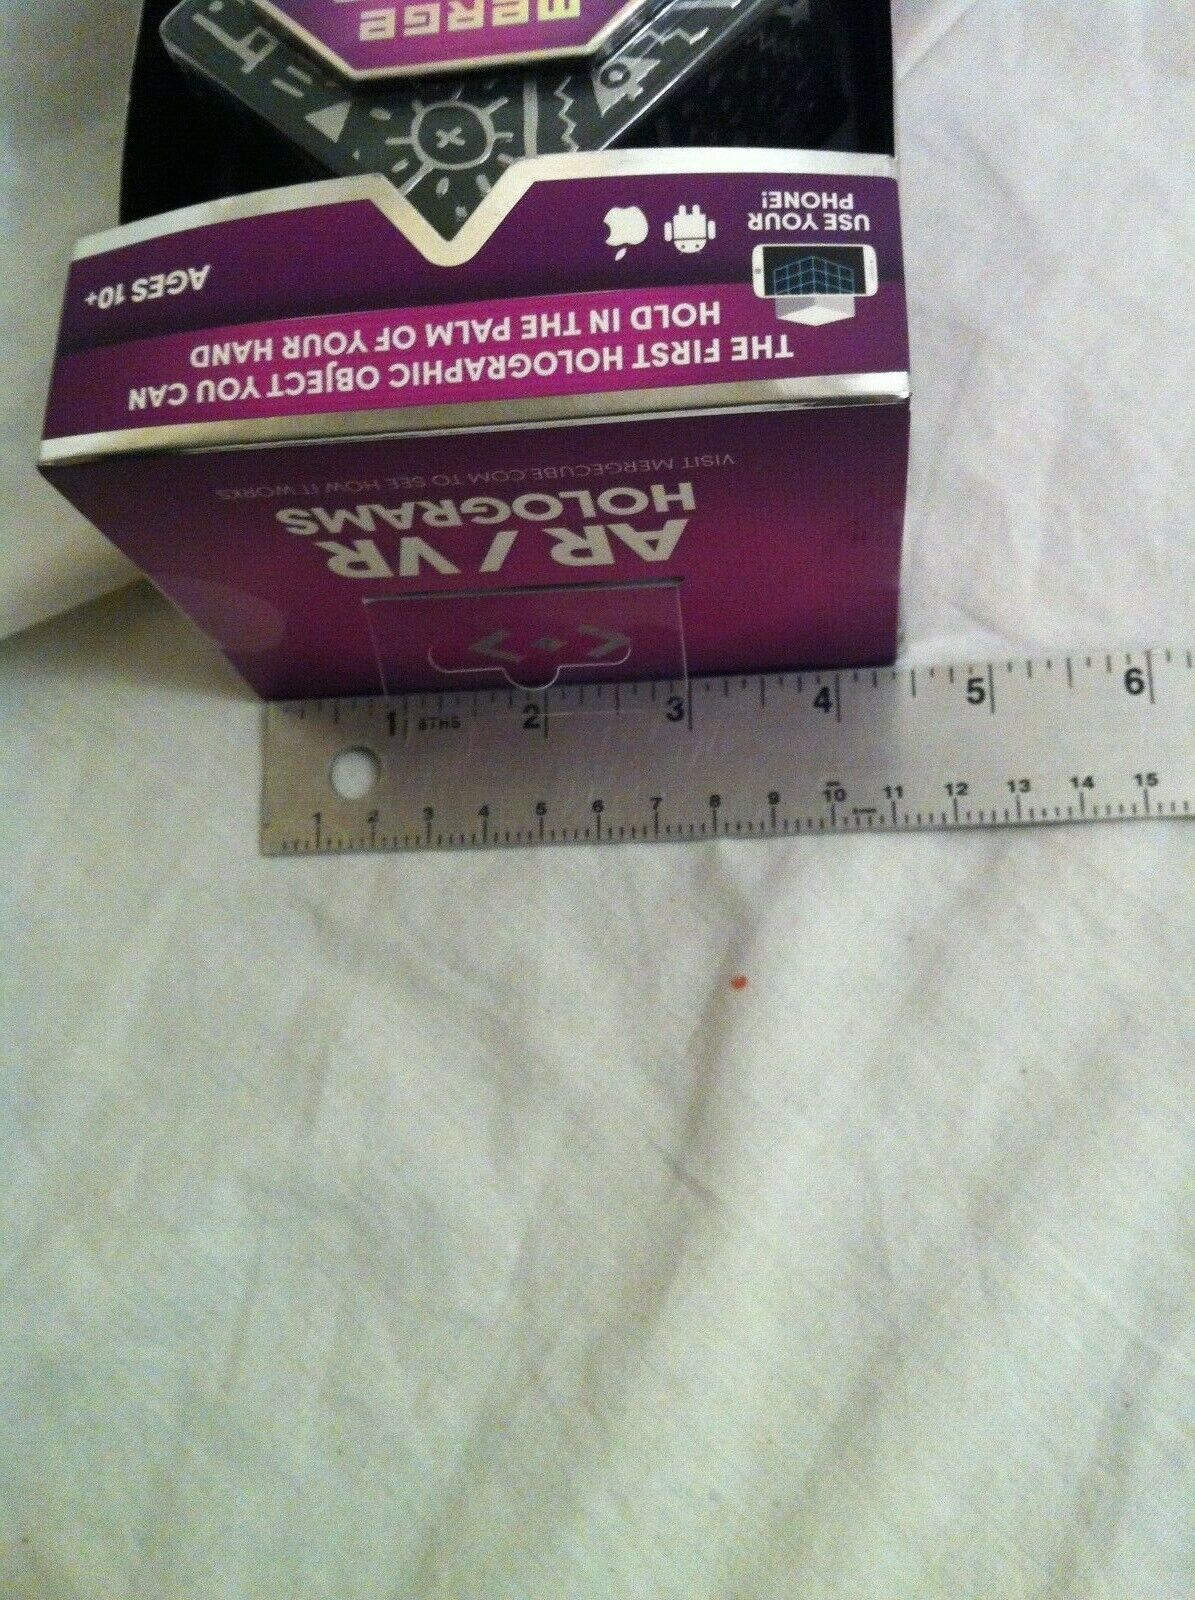 AR / VR
HOLOGRAMS
VISIT MERGECUBE.COM TO SEE HOW IT WORKS
THE FIRST HOLOGRAPHIC OBJECT YOU CAN
HOLD IN THE PALM OF YOUR HAND
USE YOUR
PHONE!
AGES 10+
MERGE
1 8THS 2 3 4 5 6
1 2 3 4 5 6 7 8 9 10 11 12 13 14 15